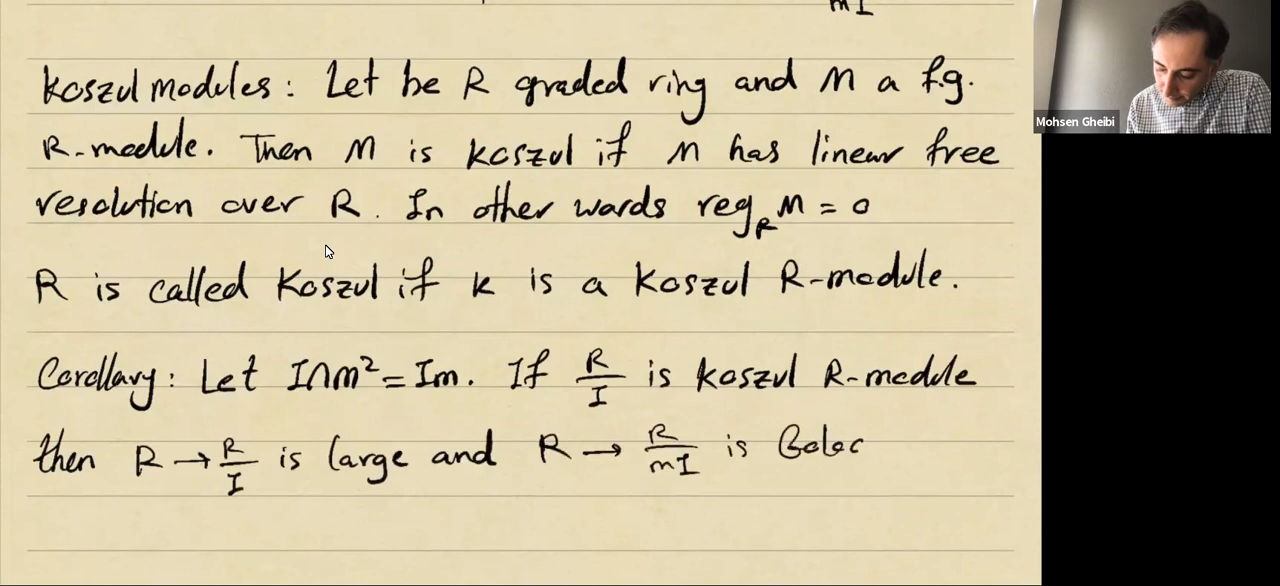 mI
Koszul modules: Let be R graded ring and M a f.g.
R-module. Then M is Koszul if M has linear free
resolution over R. In other words reg_R M = 0
R is called Koszul if k is a Koszul R-module.
Corollary: Let I∩m² = Im. If R/I is Koszul R-module
then R → R/I is large and R → R/mI is Goloc
Mohsen Gheibi